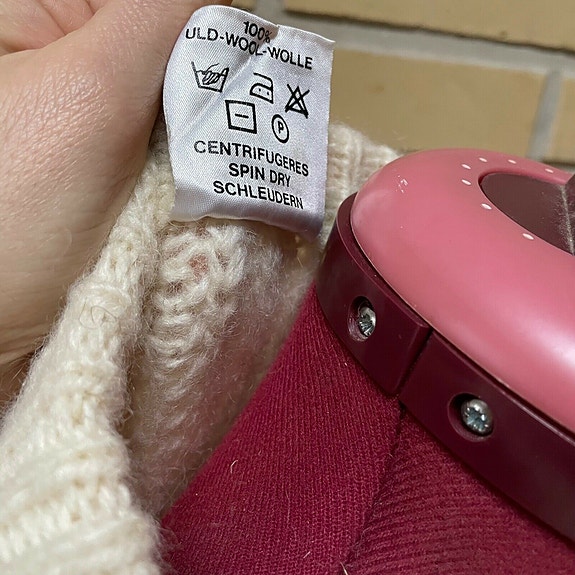 100%
ULD-WOOL-WOLLE
P
CENTRIFUGERES
SPIN DRY
SCHLEUDERN